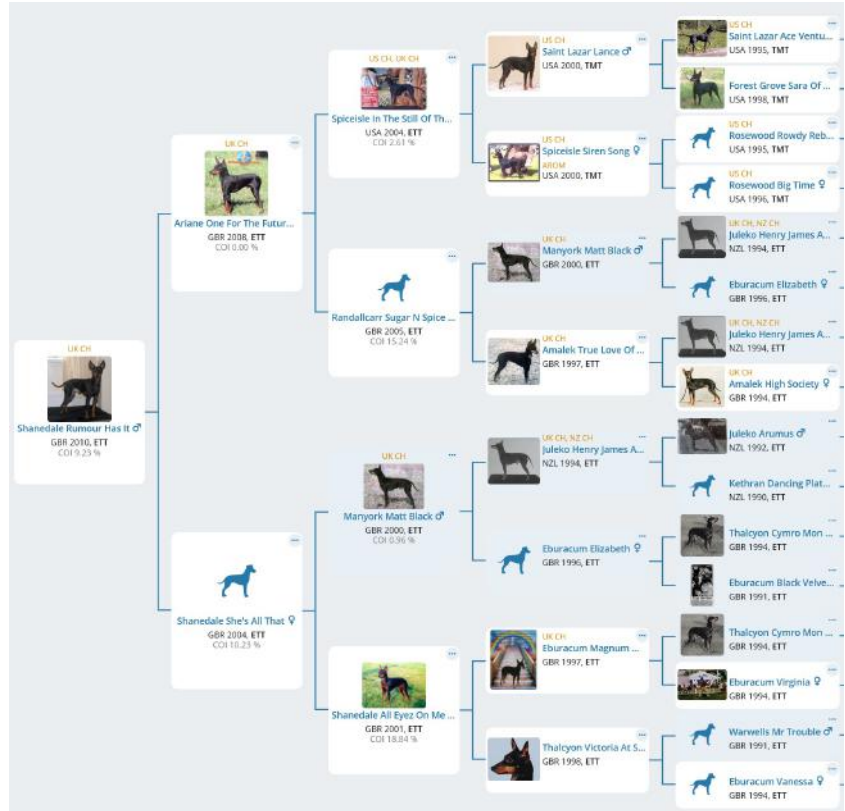 UK CH
Shanedale Rumour Has It ♂
GBR 2010, ETT
COI 9.23 %
UK CH
Ariane One For The Futur...
GBR 2008, ETT
COI 0.00 %
Shanedale She's All That ♀
GBR 2004, ETT
COI 10.23 %
US CH, UK CH
Spiceisle In The Still Of Th...
USA 2004, ETT
COI 2.61 %
Randallcarr Sugar N Spice ...
GBR 2005, ETT
COI 15.24 %
UK CH
Manyork Matt Black ♂
GBR 2000, ETT
COI 0.96 %
Shanedale All Eyez On Me ...
GBR 2001, ETT
COI 18.84 %
US CH
Saint Lazar Lance ♂
USA 2000, TMT
US CH
Spiceisle Siren Song ♀
AROM
USA 2000, TMT
UK CH
Manyork Matt Black ♂
GBR 2000, ETT
UK CH
Amalek True Love Of ...
GBR 1997, ETT
UK CH, NZ CH
Juleko Henry James A...
NZL 1994, ETT
Eburacum Elizabeth ♀
GBR 1996, ETT
UK CH
Eburacum Magnum ...
GBR 1997, ETT
Thalcyon Victoria At S...
GBR 1998, ETT
US CH
Saint Lazar Ace Ventu...
USA 1995, TMT
Forest Grove Sara Of ...
USA 1998, TMT
US CH
Rosewood Rowdy Reb...
USA 1995, TMT
US CH
Rosewood Big Time ♀
USA 1996, TMT
UK CH, NZ CH
Juleko Henry James A...
NZL 1994, ETT
Eburacum Elizabeth ♀
GBR 1996, ETT
UK CH, NZ CH
Juleko Henry James A...
NZL 1994, ETT
UK CH
Amalek High Society ♀
GBR 1994, ETT
Juleko Arumus ♂
NZL 1992, ETT
Kethran Dancing Plat...
NZL 1990, ETT
Thalcyon Cymro Mon ...
GBR 1994, ETT
Eburacum Black Velve...
GBR 1991, ETT
Thalcyon Cymro Mon ...
GBR 1994, ETT
Eburacum Virginia ♀
GBR 1994, ETT
Warwells Mr Trouble ♂
GBR 1991, ETT
Eburacum Vanessa ♀
GBR 1994, ETT